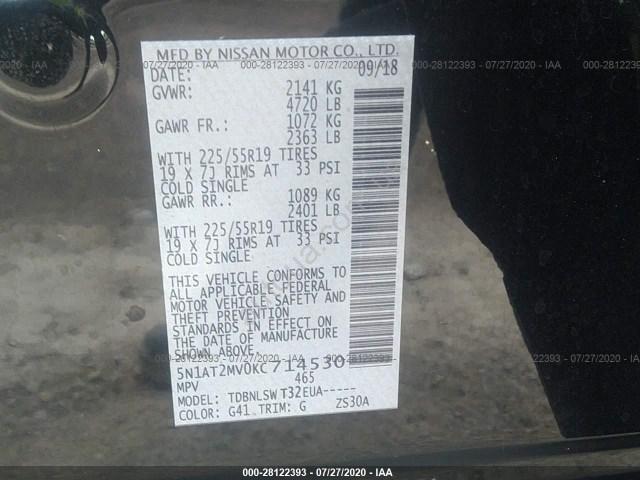 MFD BY NISSAN MOTOR CO., LTD.
DATE: 09/18
GVWR: 2141 KG
4720 LB
GAWR FR.: 1072 KG
2363 LB
WITH 225/55R19 TIRES
19 X 7J RIMS AT 33 PSI
COLD SINGLE
GAWR RR.: 1089 KG
2401 LB
WITH 225/55R19 TIRES
19 X 7J RIMS AT 33 PSI
COLD SINGLE
THIS VEHICLE CONFORMS TO
ALL APPLICABLE FEDERAL
MOTOR VEHICLE SAFETY AND
THEFT PREVENTION
STANDARDS IN EFFECT ON
THE DATE OF MANUFACTURE
SHOWN ABOVE.
5N1AT2MV0KC714530
MPV 465
MODEL: TDBNLSW T32EUA-----
COLOR: G41 TRIM: G ZS30A
000-28122393 / 07/27/2020 - IAA